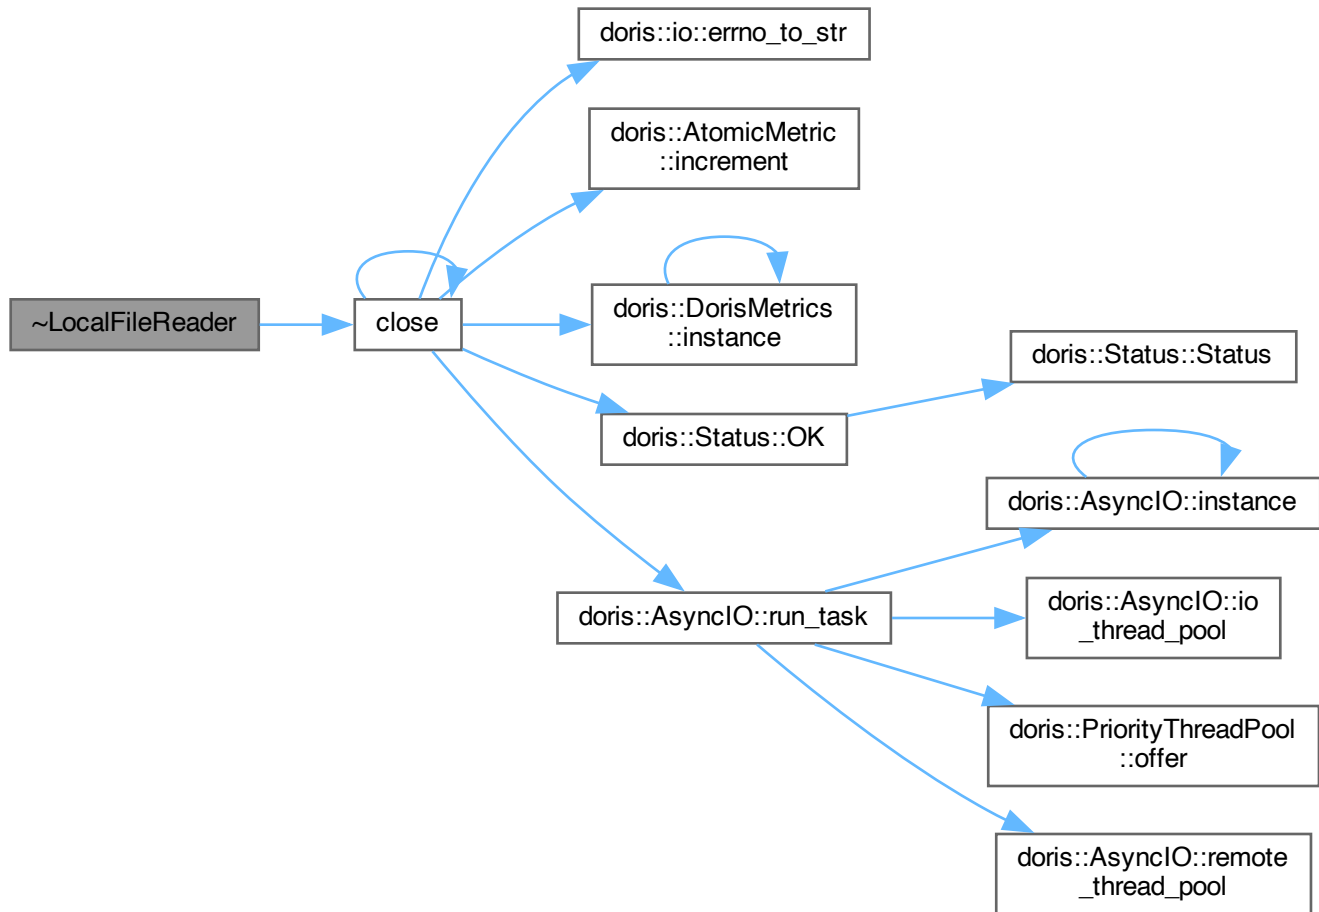 doris::io::errno_to_str
doris::AtomicMetric
::increment
~LocalFileReader
close
doris::DorisMetrics
::instance
doris::Status::Status
doris::Status::OK
doris::AsyncIO::instance
doris::AsyncIO::run_task
doris::AsyncIO::io
_thread_pool
doris::PriorityThreadPool
::offer
doris::AsyncIO::remote
_thread_pool